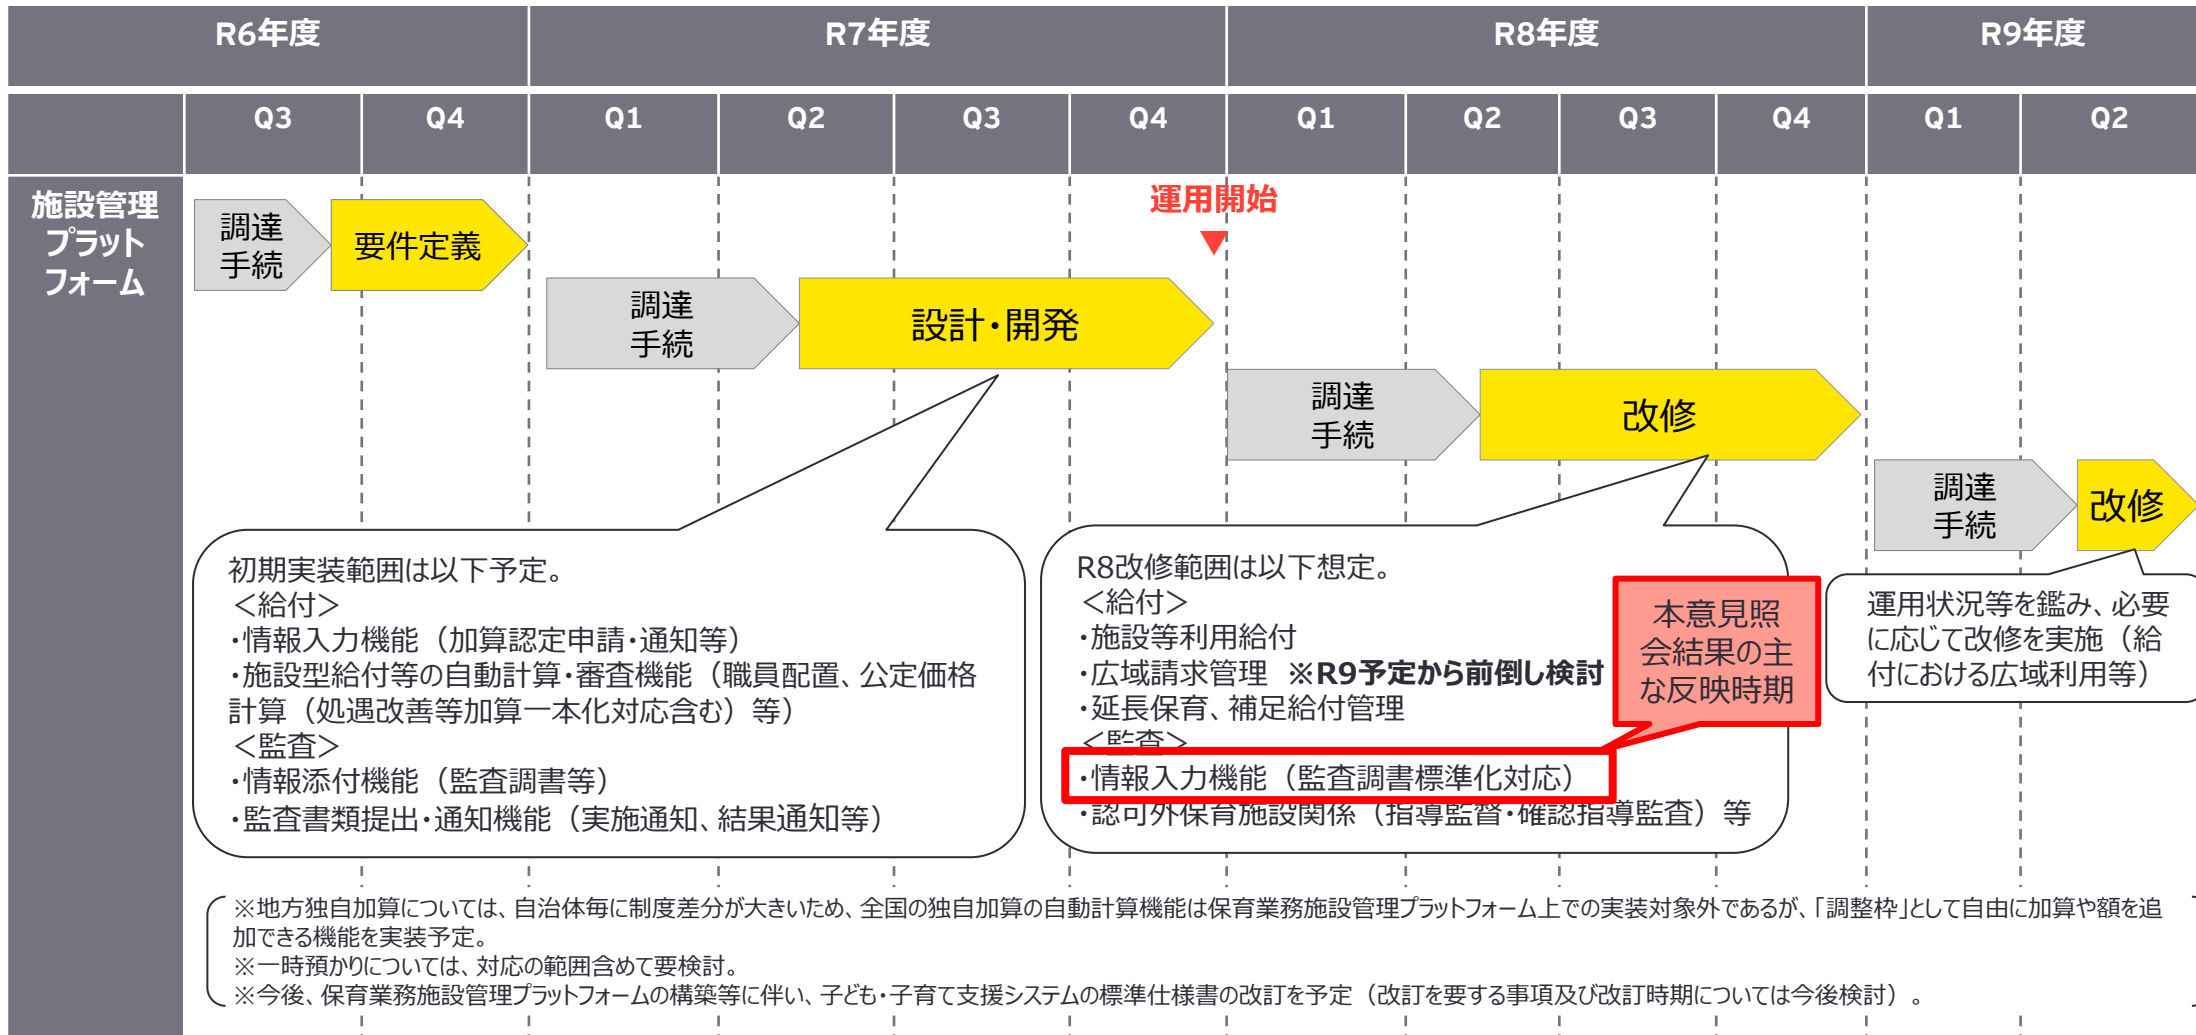 R6年度
R7年度
R8年度
R9年度
Q3
Q4
Q1
Q2
Q3
Q4
Q1
Q2
Q3
Q4
Q1
Q2
施設管理
プラット
フォーム
調達
手続
要件定義
運用開始
調達
手続
設計・開発
調達
手続
改修
調達
手続
改修
初期実装範囲は以下予定。
＜給付＞
・情報入力機能（加算認定申請・通知等）
・施設型給付等の自動計算・審査機能（職員配置、公定価格
計算（処遇改善等加算一本化対応含む）等）
＜監査＞
・情報添付機能（監査調書等）
・監査書類提出・通知機能（実施通知、結果通知等）
R8改修範囲は以下想定。
＜給付＞
・施設等利用給付
・広域請求管理 ※R9予定から前倒し検討
・延長保育、補足給付管理
＜監査＞
・情報入力機能（監査調書標準化対応）
・認可外保育施設関係（指導監督・確認指導監査）等
本意見照
会結果の主
な反映時期
運用状況等を鑑み、必要
に応じて改修を実施（給
付における広域利用等）
※地方独自加算については、自治体毎に制度差分が大きいため、全国の独自加算の自動計算機能は保育業務施設管理プラットフォーム上での実装対象外であるが、「調整枠」として自由に加算や額を追
加できる機能を実装予定。
※一時預かりについては、対応の範囲含めて要検討。
※今後、保育業務施設管理プラットフォームの構築等に伴い、子ども・子育て支援システムの標準仕様書の改訂を予定（改訂を要する事項及び改訂時期については今後検討）。